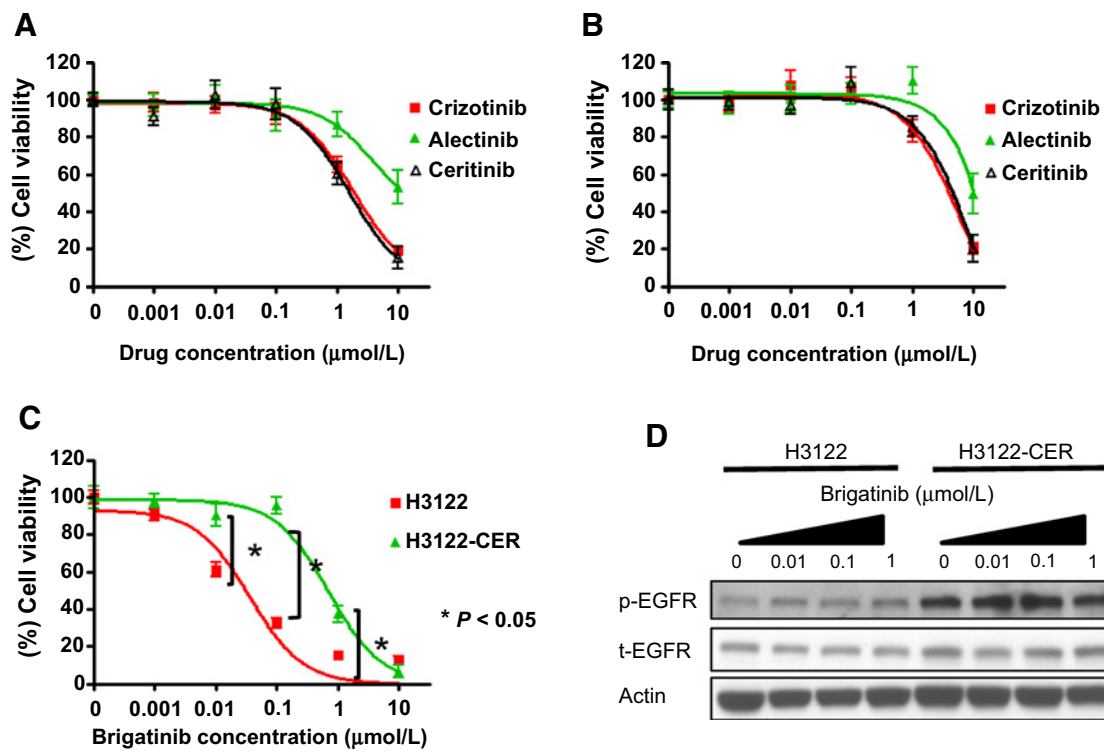 A
120
100
80
60
40
20
0
(%) Cell viability
0 0.001 0.01 0.1 1 10
Drug concentration (μmol/L)
Crizotinib
Alectinib
Ceritinib
B
120
100
80
60
40
20
0
(%) Cell viability
0 0.001 0.01 0.1 1 10
Drug concentration (μmol/L)
Crizotinib
Alectinib
Ceritinib
C
120
100
80
60
40
20
0
(%) Cell viability
0 0.001 0.01 0.1 1 10
Brigatinib concentration (μmol/L)
H3122
H3122-CER
*
*
*
* P < 0.05
D
H3122 H3122-CER
Brigatinib (μmol/L)
0 0.01 0.1 1 0 0.01 0.1 1
p-EGFR
t-EGFR
Actin